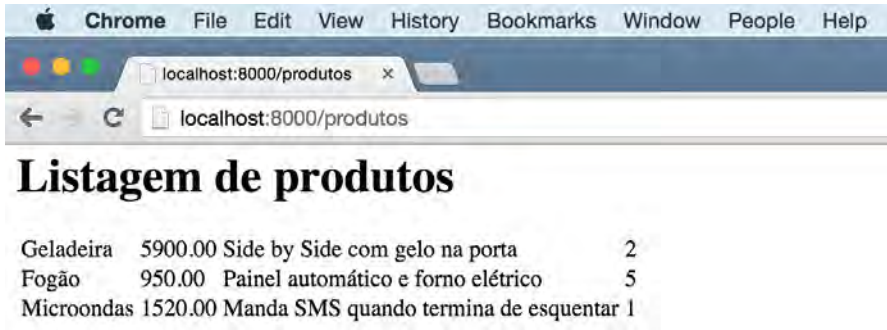 Chrome File Edit View History Bookmarks Window People Help
localhost:8000/produtos ×
localhost:8000/produtos
Listagem de produtos
Geladeira 5900.00 Side by Side com gelo na porta 2
Fogão 950.00 Painel automático e forno elétrico 5
Microondas 1520.00 Manda SMS quando termina de esquentar 1